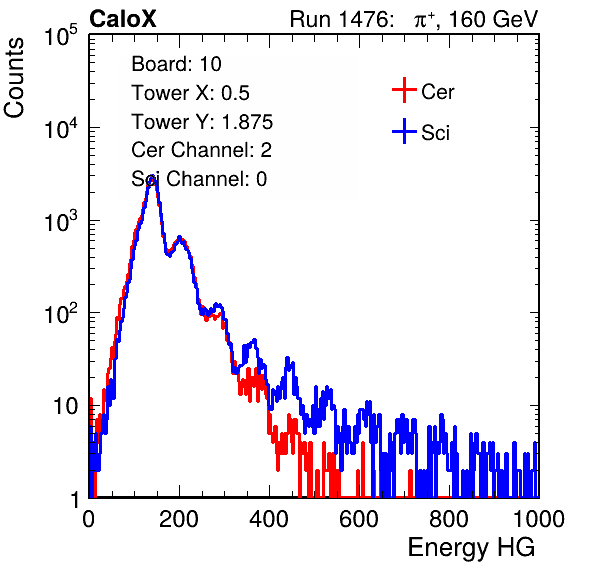 CaloX Run 1476: π⁺, 160 GeV
Counts
10⁵
10⁴
10³
10²
10
1
Board: 10
Tower X: 0.5
Tower Y: 1.875
Cer Channel: 2
Sci Channel: 0
Cer
Sci
0 200 400 600 800 1000
Energy HG